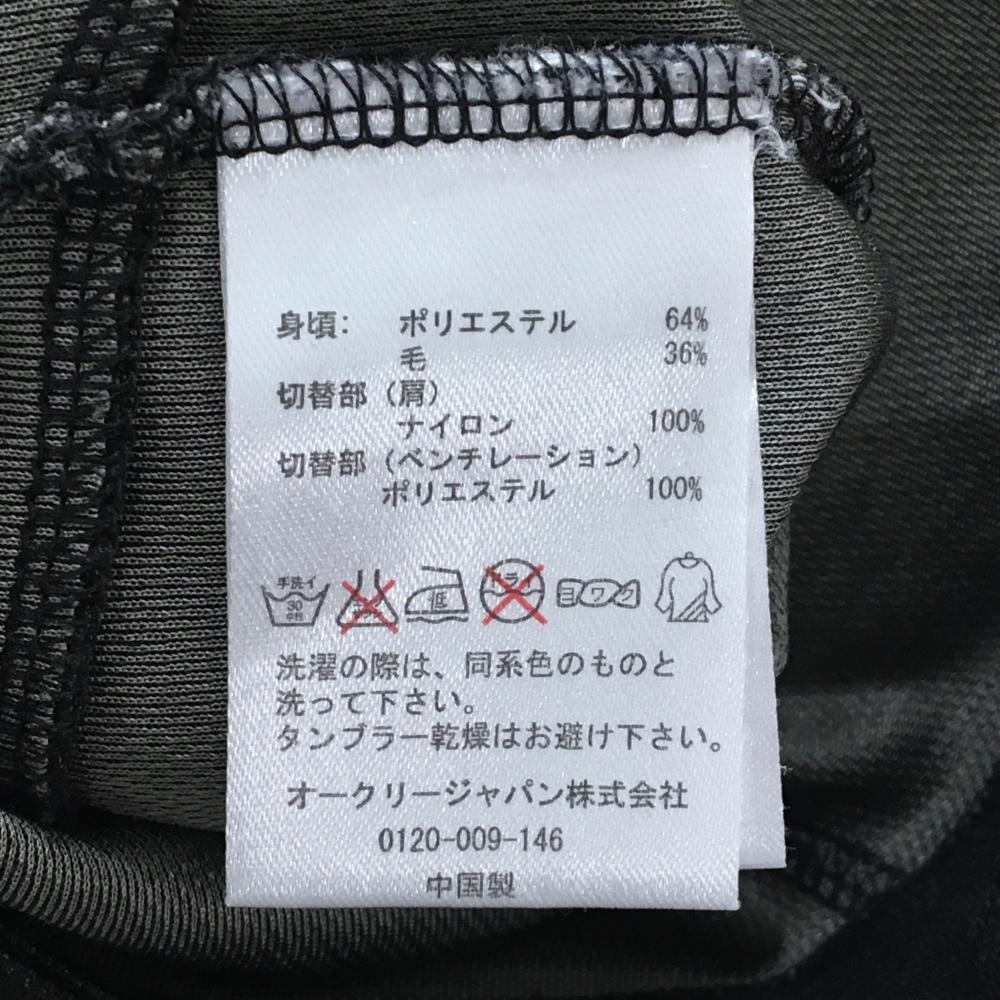 身頃: ポリエステル 64%
毛 36%
切替部（肩）
ナイロン 100%
切替部（ベンチレーション）
ポリエステル 100%
手洗イ 30 中性 低 ドライ ヨワク
洗濯の際は、同系色のものと
洗って下さい。
タンブラー乾燥はお避け下さい。
オークリージャパン株式会社
0120-009-146
中国製